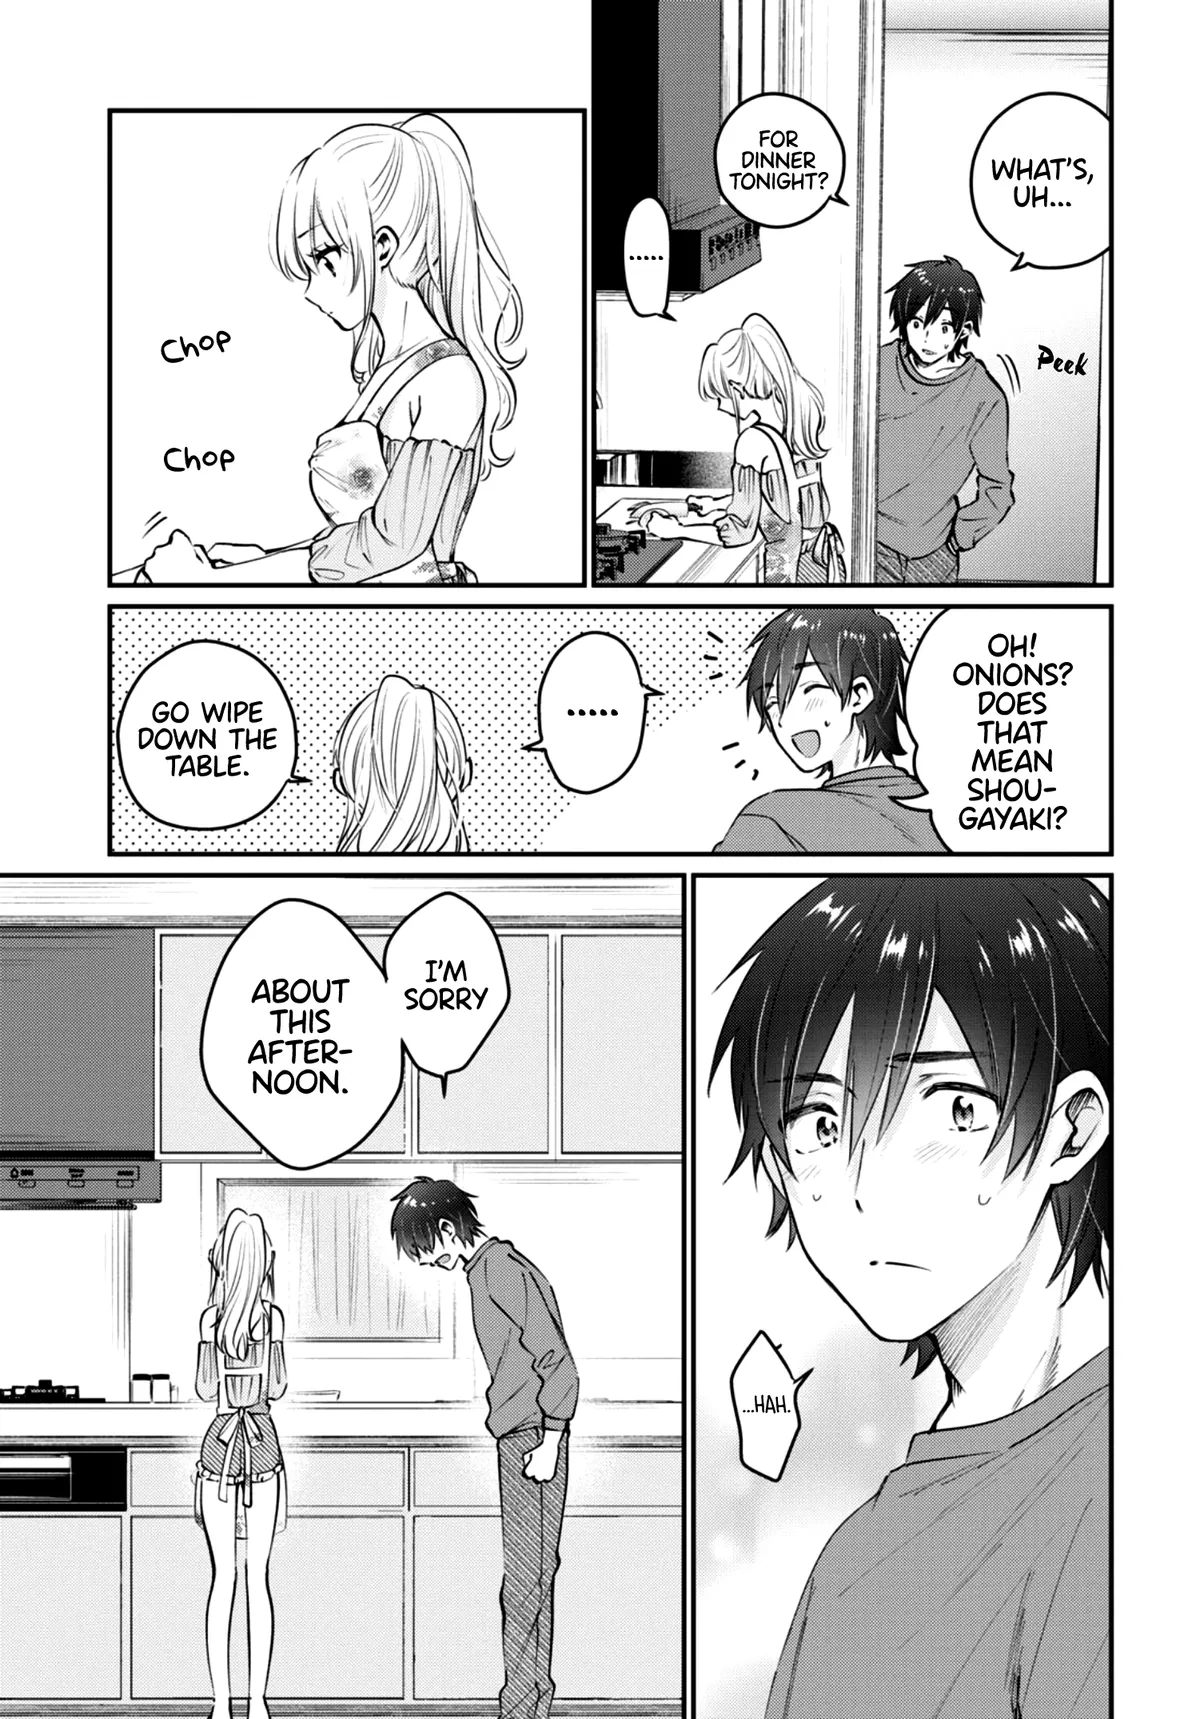 WHAT'S,
UH...
Peek
FOR
DINNER
TONIGHT?
.....
Chop
Chop
OH!
ONIONS?
DOES
THAT
MEAN
SHOU-
GAYAKI?
.....
GO WIPE
DOWN THE
TABLE.
...HAH.
I'M
SORRY
ABOUT
THIS
AFTER-
NOON.